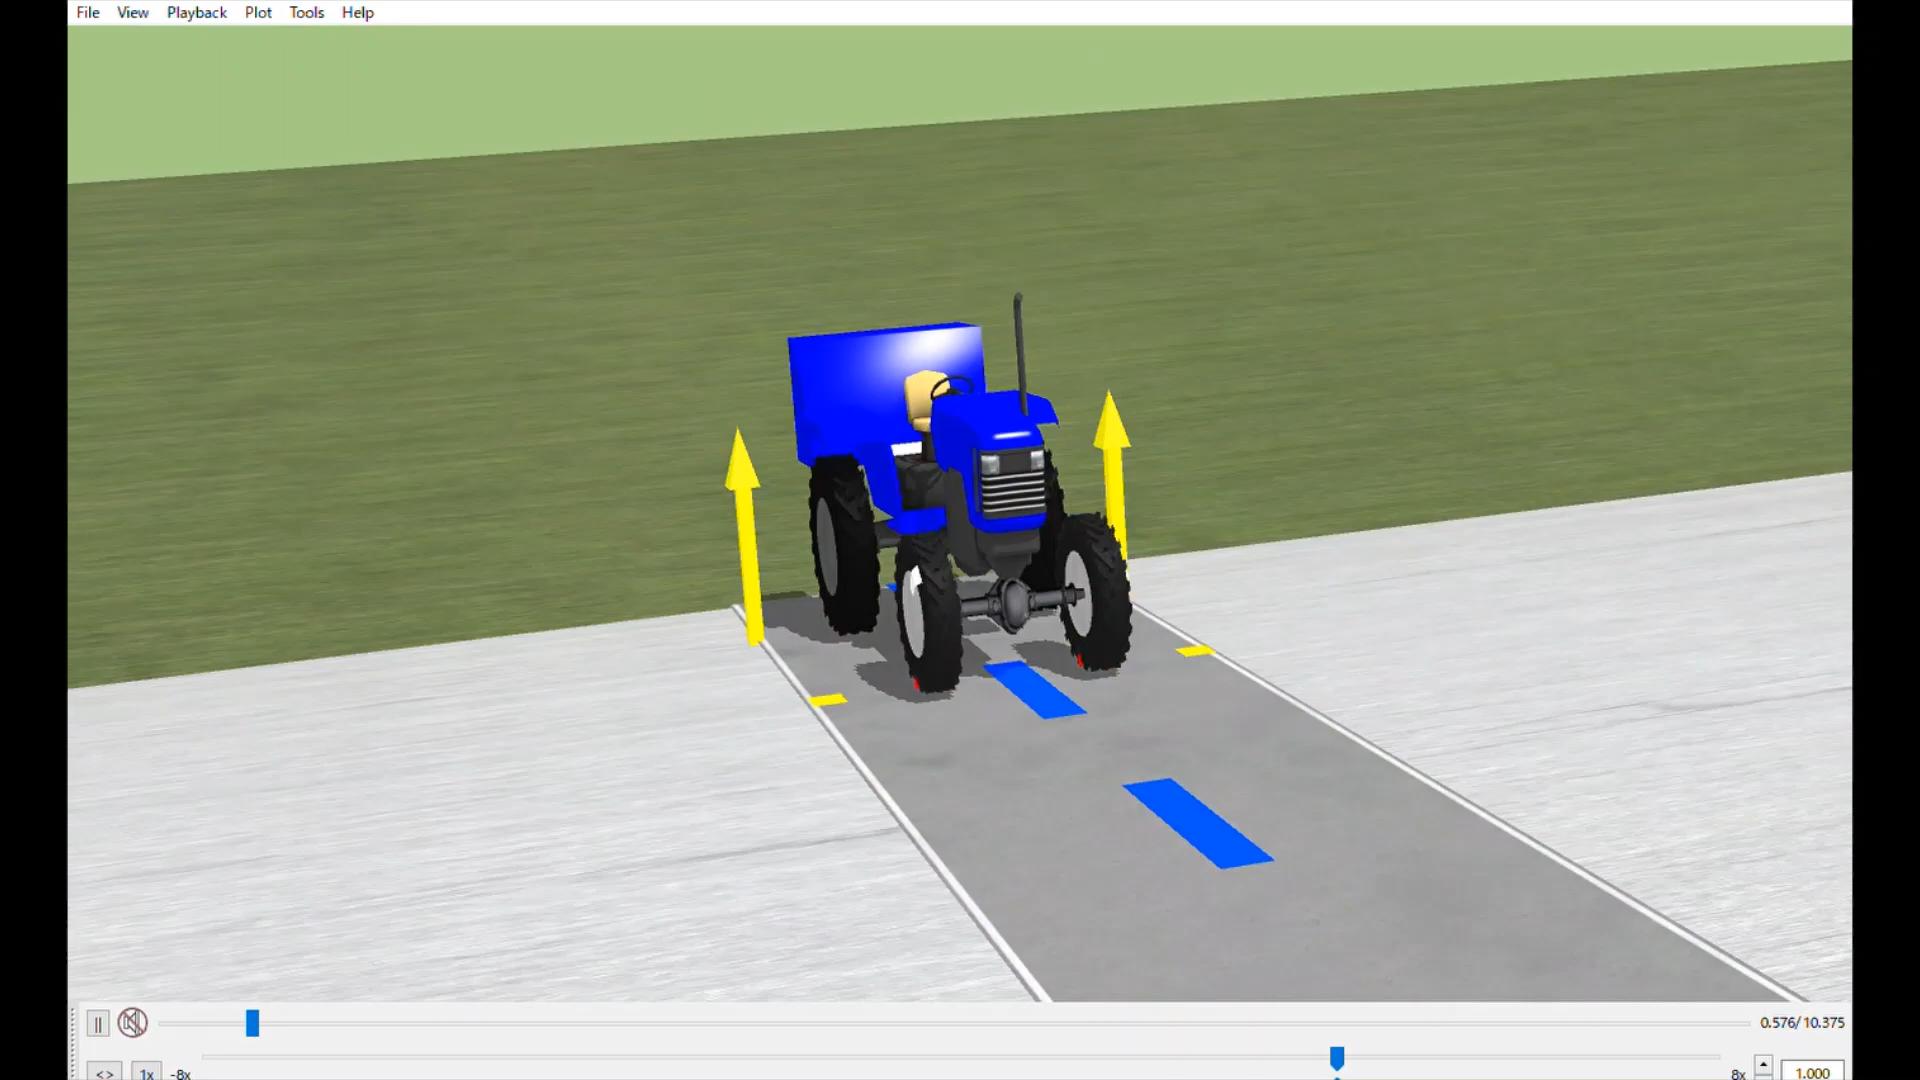 File View Playback Plot Tools Help
0.576/10.375
<> 1x -8x 8x 1.000